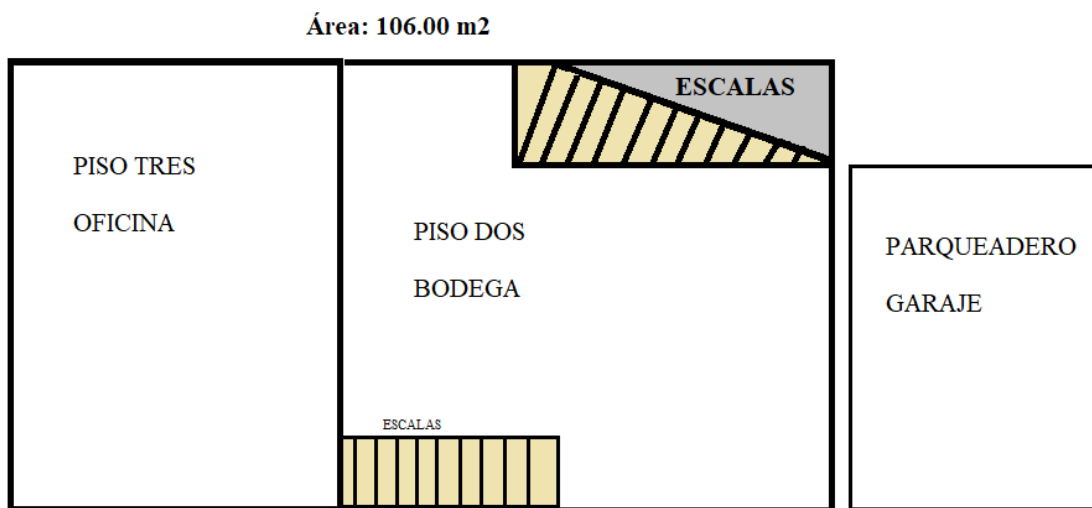 Área: 106.00 m2
ESCALAS
PISO TRES
OFICINA
PISO DOS
BODEGA
PARQUEADERO
GARAJE
ESCALAS